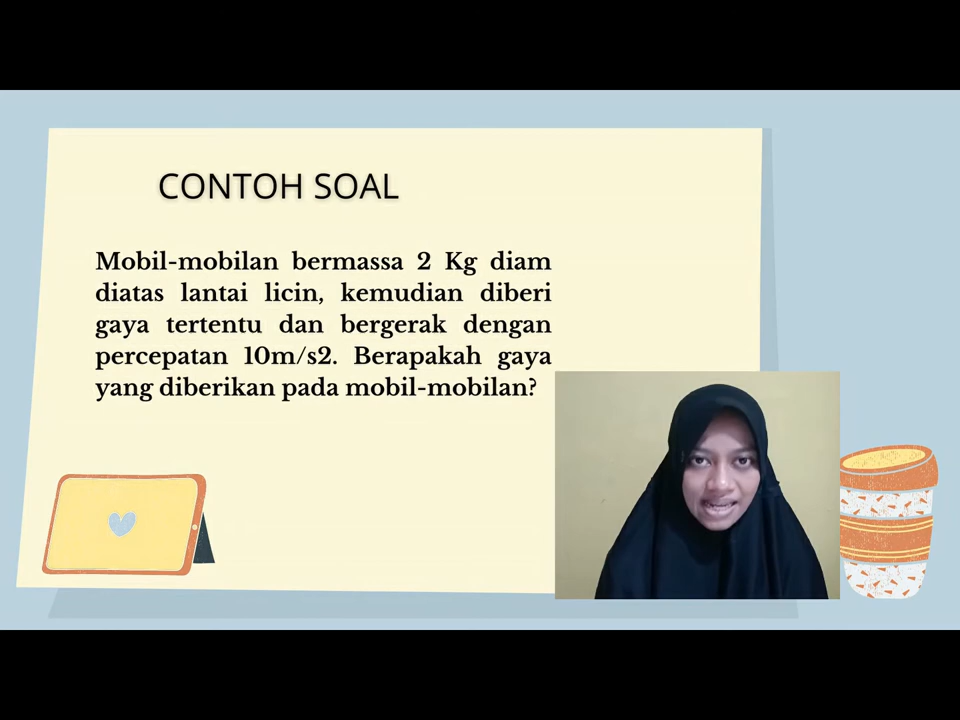 CONTOH SOAL
Mobil-mobilan bermassa 2 Kg diam
diatas lantai licin, kemudian diberi
gaya tertentu dan bergerak dengan
percepatan 10m/s2. Berapakah gaya
yang diberikan pada mobil-mobilan?